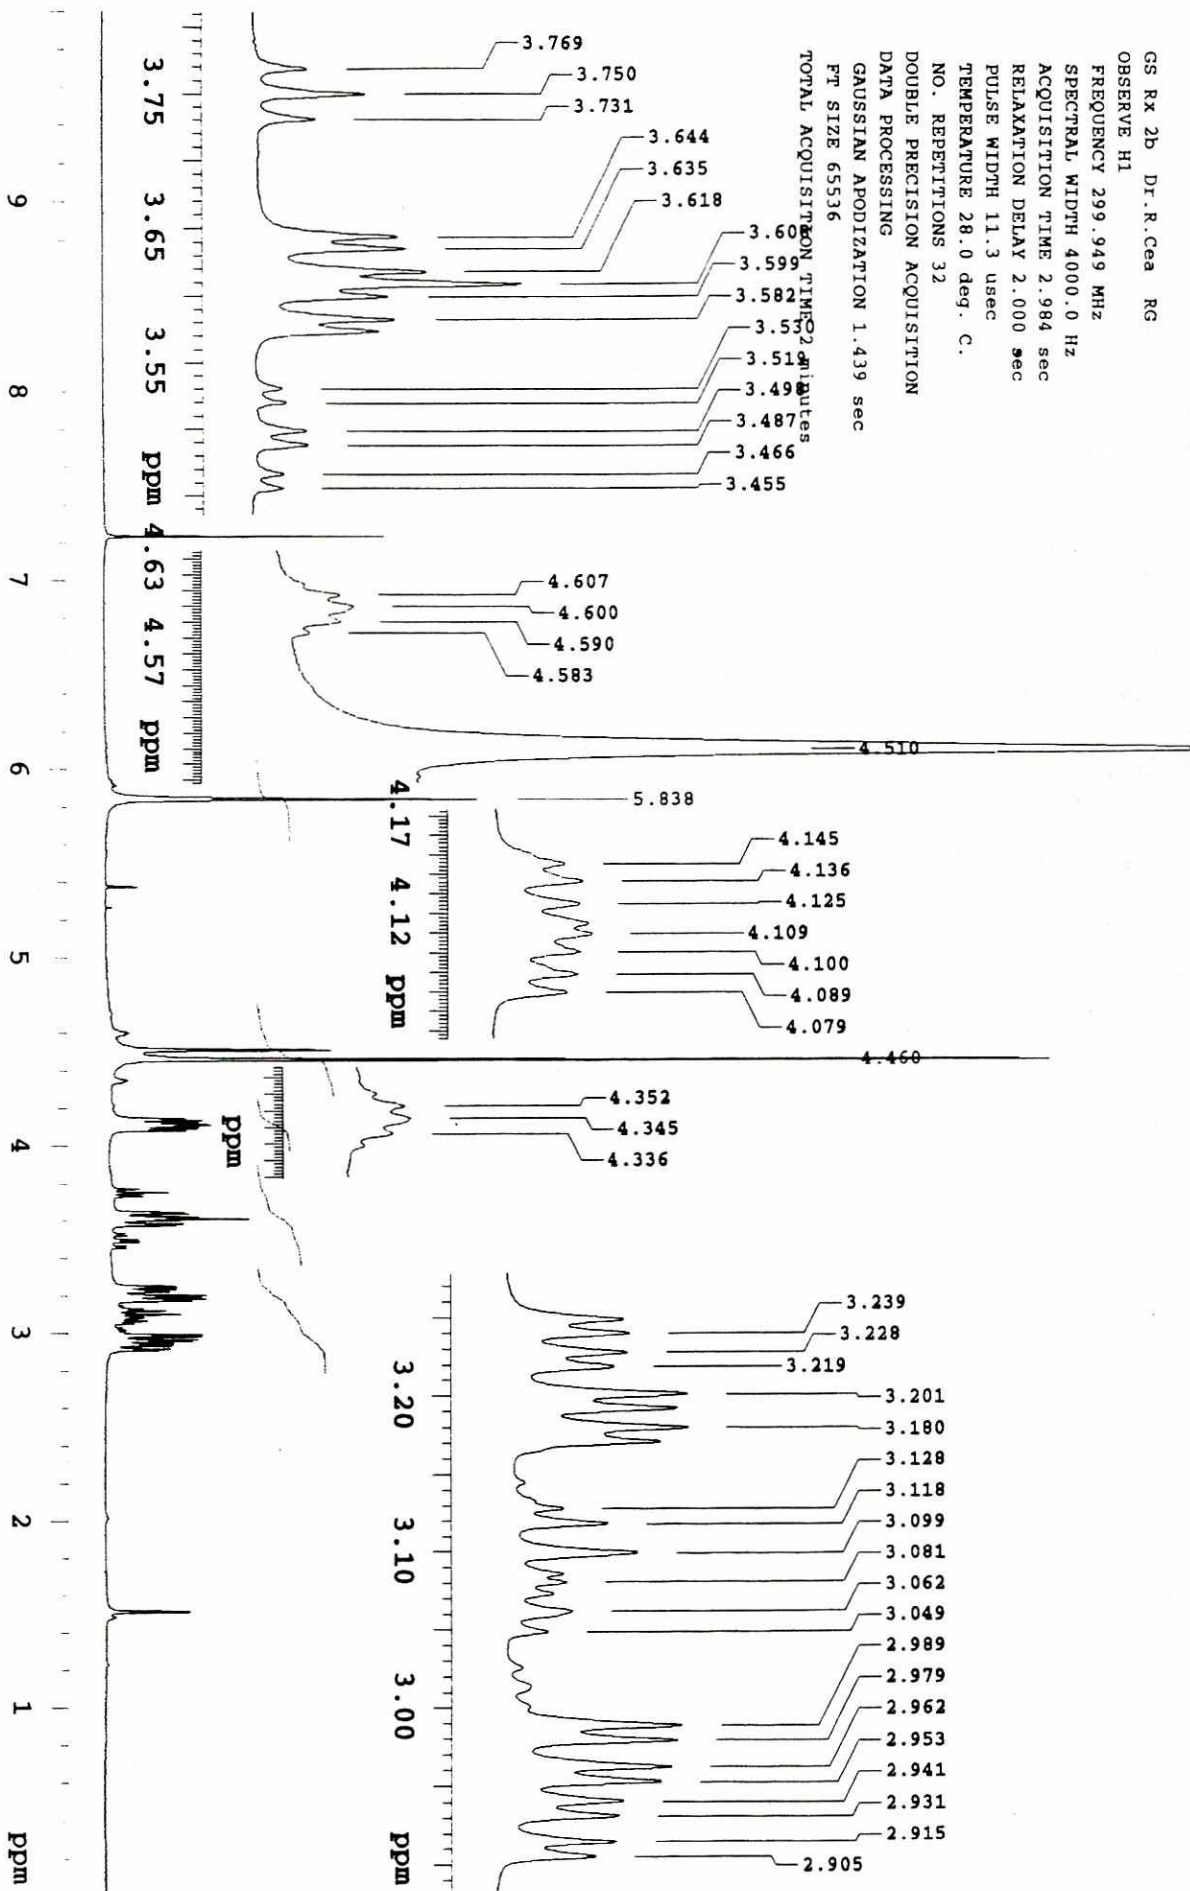 GS Rx 2b Dr.R.Cea RG
OBSERVE H1
FREQUENCY 299.949 MHz
SPECTRAL WIDTH 4000.0 Hz
ACQUISITION TIME 2.984 sec
RELAXATION DELAY 2.000 sec
PULSE WIDTH 11.3 usec
TEMPERATURE 28.0 deg. C.
NO. REPETITIONS 32
DOUBLE PRECISION ACQUISITION
DATA PROCESSING
GAUSSIAN APODIZATION 1.439 sec
FT SIZE 65536
TOTAL ACQUISITION TIME 2 minutes
3.769
3.750
3.731
3.644
3.635
3.618
3.608
3.599
3.582
3.530
3.519
3.498
3.487
3.466
3.455
3.75 3.65 3.55 ppm
4.607
4.600
4.590
4.583
4.510
4.63 4.57 ppm
5.838
4.145
4.136
4.125
4.109
4.100
4.089
4.079
4.17 4.12 ppm
4.460
4.352
4.345
4.336
ppm
3.239
3.228
3.219
3.201
3.180
3.128
3.118
3.099
3.081
3.062
3.049
2.989
2.979
2.962
2.953
2.941
2.931
2.915
2.905
3.20 3.10 3.00 ppm
9 8 7 6 5 4 3 2 1 ppm